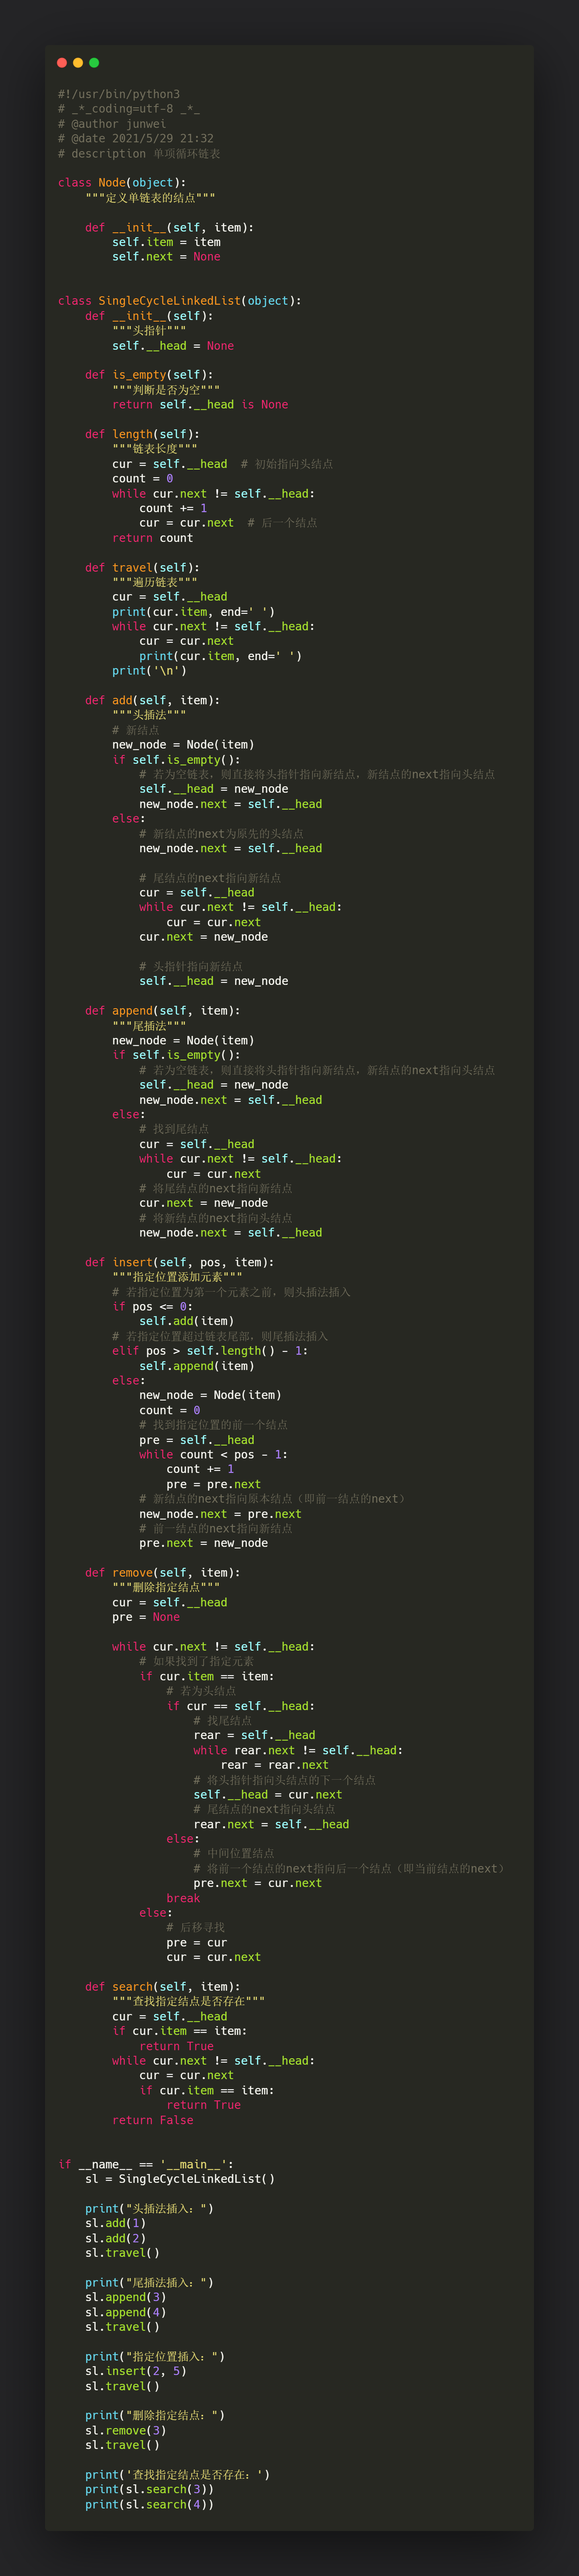 #!/usr/bin/python3
# _*_coding=utf-8 _*_
# @author junwei
# @date 2021/5/29 21:32
# description 单项循环链表

class Node(object):
    """定义单链表的结点"""

    def __init__(self, item):
        self.item = item
        self.next = None


class SingleCycleLinkedList(object):
    def __init__(self):
        """头指针"""
        self.__head = None

    def is_empty(self):
        """判断是否为空"""
        return self.__head is None

    def length(self):
        """链表长度"""
        cur = self.__head  # 初始指向头结点
        count = 0
        while cur.next != self.__head:
            count += 1
            cur = cur.next  # 后一个结点
        return count

    def travel(self):
        """遍历链表"""
        cur = self.__head
        print(cur.item, end=' ')
        while cur.next != self.__head:
            cur = cur.next
            print(cur.item, end=' ')
        print('\n')

    def add(self, item):
        """头插法"""
        # 新结点
        new_node = Node(item)
        if self.is_empty():
            # 若为空链表，则直接将头指针指向新结点，新结点的next指向头结点
            self.__head = new_node
            new_node.next = self.__head
        else:
            # 新结点的next为原先的头结点
            new_node.next = self.__head

            # 尾结点的next指向新结点
            cur = self.__head
            while cur.next != self.__head:
                cur = cur.next
            cur.next = new_node

            # 头指针指向新结点
            self.__head = new_node

    def append(self, item):
        """尾插法"""
        new_node = Node(item)
        if self.is_empty():
            # 若为空链表，则直接将头指针指向新结点，新结点的next指向头结点
            self.__head = new_node
            new_node.next = self.__head
        else:
            # 找到尾结点
            cur = self.__head
            while cur.next != self.__head:
                cur = cur.next
            # 将尾结点的next指向新结点
            cur.next = new_node
            # 将新结点的next指向头结点
            new_node.next = self.__head

    def insert(self, pos, item):
        """指定位置添加元素"""
        # 若指定位置为第一个元素之前，则头插法插入
        if pos <= 0:
            self.add(item)
        # 若指定位置超过链表尾部，则尾插法插入
        elif pos > self.length() - 1:
            self.append(item)
        else:
            new_node = Node(item)
            count = 0
            # 找到指定位置的前一个结点
            pre = self.__head
            while count < pos - 1:
                count += 1
                pre = pre.next
            # 新结点的next指向原本结点（即前一结点的next）
            new_node.next = pre.next
            # 前一结点的next指向新结点
            pre.next = new_node

    def remove(self, item):
        """删除指定结点"""
        cur = self.__head
        pre = None

        while cur.next != self.__head:
            # 如果找到了指定元素
            if cur.item == item:
                # 若为头结点
                if cur == self.__head:
                    # 找尾结点
                    rear = self.__head
                    while rear.next != self.__head:
                        rear = rear.next
                    # 将头指针指向头结点的下一个结点
                    self.__head = cur.next
                    # 尾结点的next指向头结点
                    rear.next = self.__head
                else:
                    # 中间位置结点
                    # 将前一个结点的next指向后一个结点（即当前结点的next）
                    pre.next = cur.next
                break
            else:
                # 后移寻找
                pre = cur
                cur = cur.next

    def search(self, item):
        """查找指定结点是否存在"""
        cur = self.__head
        if cur.item == item:
            return True
        while cur.next != self.__head:
            cur = cur.next
            if cur.item == item:
                return True
        return False


if __name__ == '__main__':
    sl = SingleCycleLinkedList()

    print("头插法插入：")
    sl.add(1)
    sl.add(2)
    sl.travel()

    print("尾插法插入：")
    sl.append(3)
    sl.append(4)
    sl.travel()

    print("指定位置插入：")
    sl.insert(2, 5)
    sl.travel()

    print("删除指定结点：")
    sl.remove(3)
    sl.travel()

    print('查找指定结点是否存在：')
    print(sl.search(3))
    print(sl.search(4))